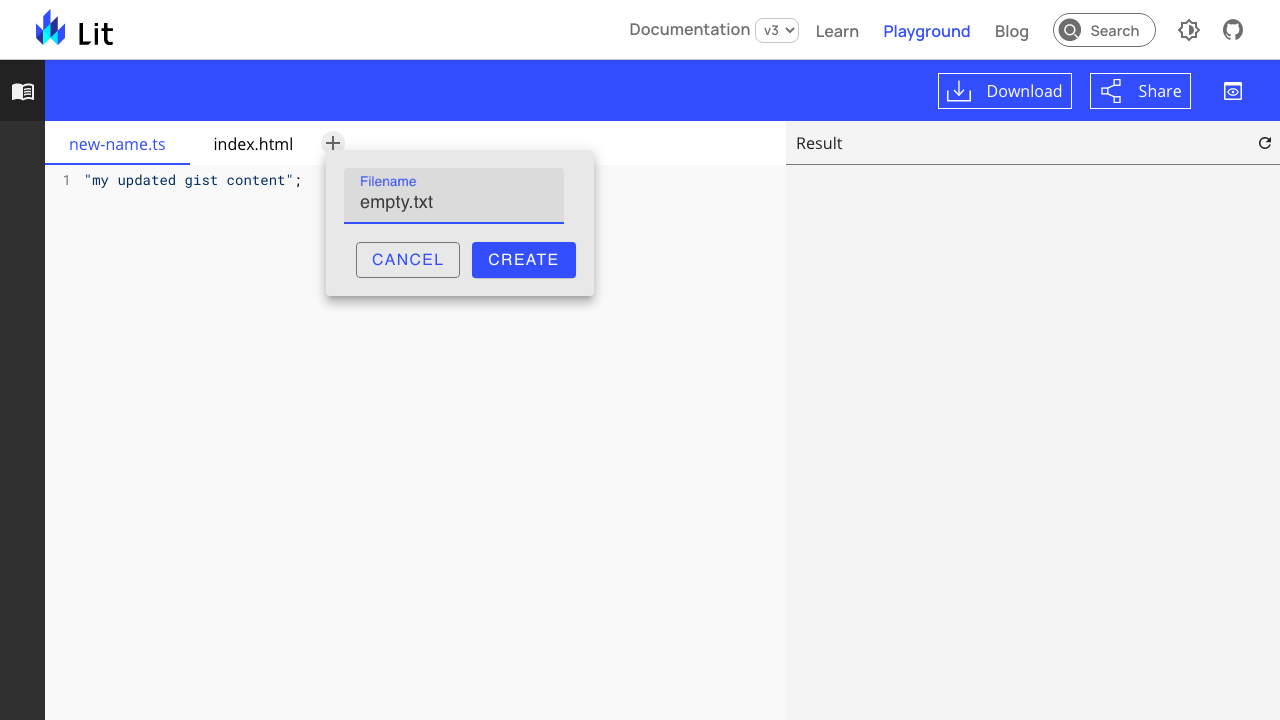 Lit
Documentation v3 Learn Playground Blog Search
Download Share
new-name.ts index.html
Result
1 "my updated gist content";
Filename
empty.txt
CANCEL CREATE